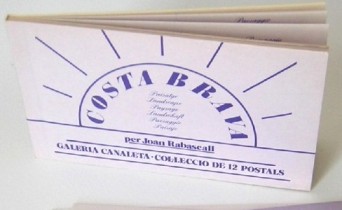 COSTA BRAVA
Paisatge
Landscape
Paysage
Landschaft
Paesaggio
Paisaje
per Joan Rabascall
GALERIA CANALETA · COL·LECCIO DE 12 POSTALS